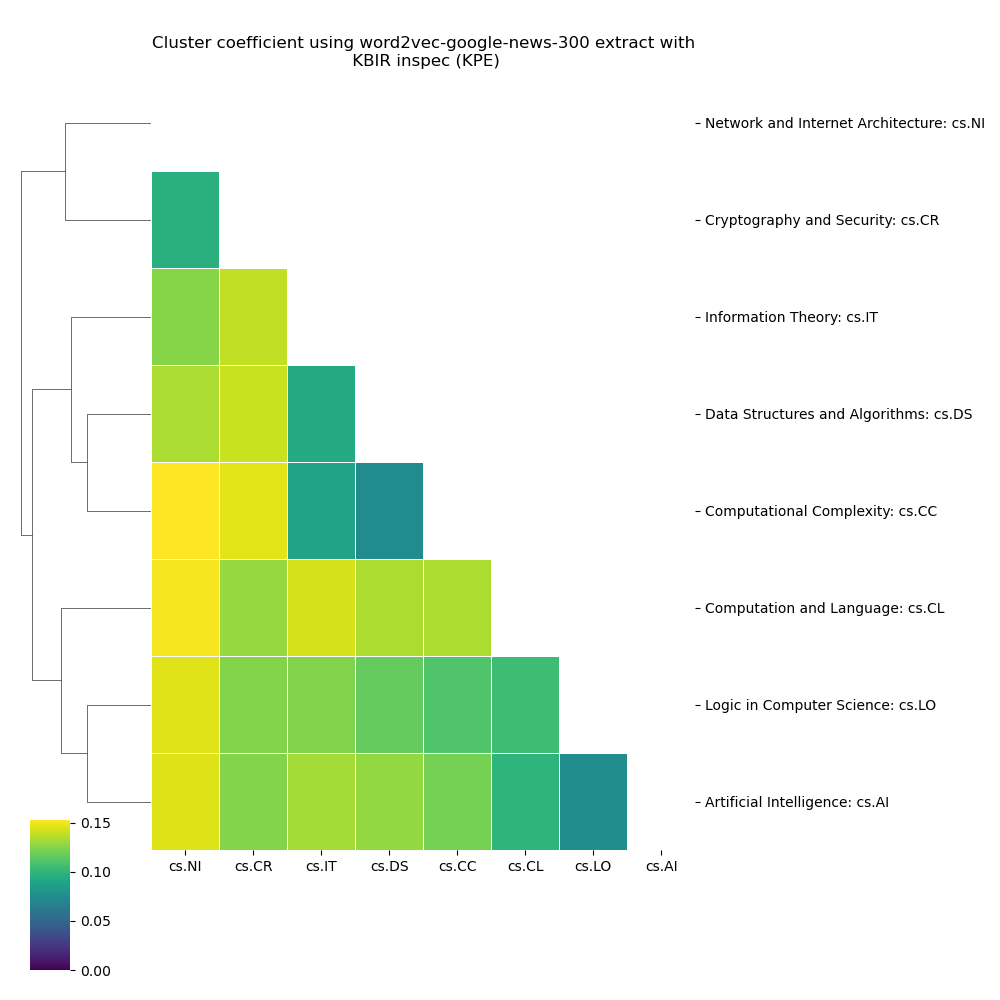 Cluster coefficient using word2vec-google-news-300 extract with
KBIR inspec (KPE)
Network and Internet Architecture: cs.NI
Cryptography and Security: cs.CR
Information Theory: cs.IT
Data Structures and Algorithms: cs.DS
Computational Complexity: cs.CC
Computation and Language: cs.CL
Logic in Computer Science: cs.LO
Artificial Intelligence: cs.AI
cs.NI cs.CR cs.IT cs.DS cs.CC cs.CL cs.LO cs.AI
0.15
0.10
0.05
0.00